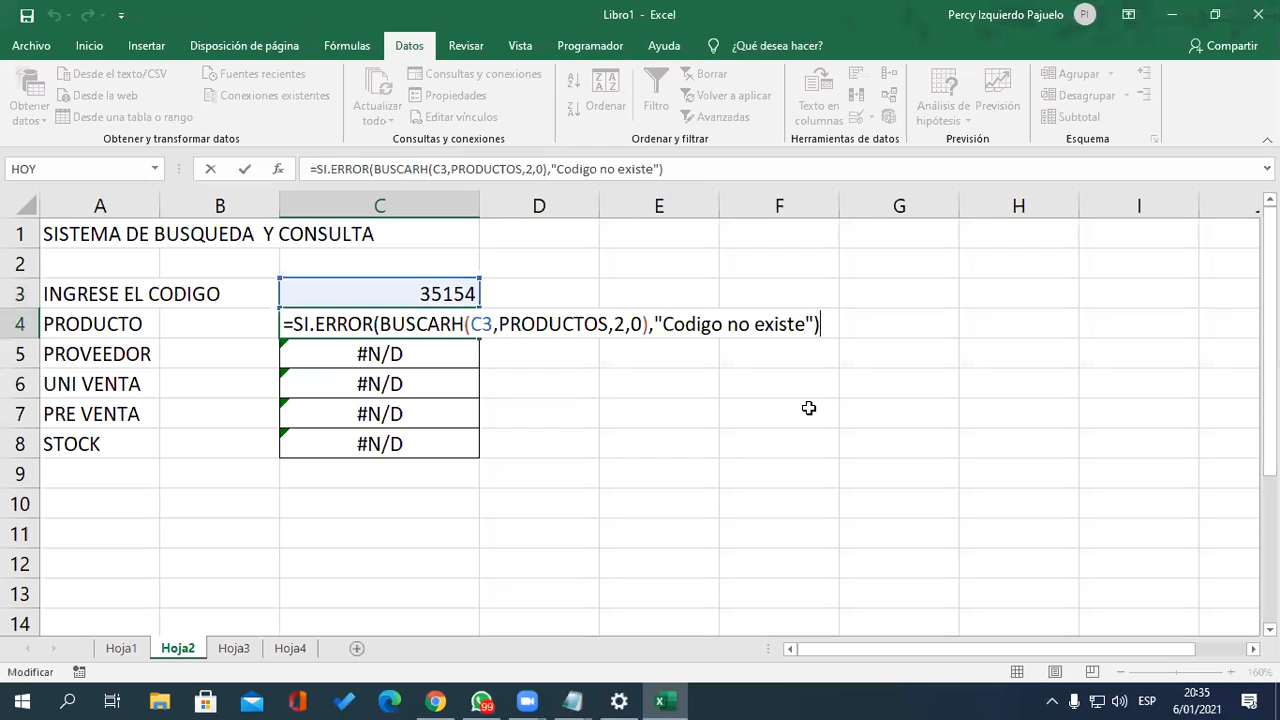 Libro1 - Excel
Percy Izquierdo Pajuelo
PI
Archivo Inicio Insertar Disposición de página Fórmulas Datos Revisar Vista Programador Ayuda ¿Qué desea hacer? Compartir
Obtener datos
Desde el texto/CSV
Desde la web
Desde una tabla o rango
Fuentes recientes
Conexiones existentes
Obtener y transformar datos
Actualizar todo
Consultas y conexiones
Propiedades
Editar vínculos
Consultas y conexiones
Ordenar
Filtro
Borrar
Volver a aplicar
Avanzadas
Ordenar y filtrar
Texto en columnas
Herramientas de datos
Análisis de hipótesis
Previsión
Previsión
Agrupar
Desagrupar
Subtotal
Esquema
HOY
fx
=SI.ERROR(BUSCARH(C3,PRODUCTOS,2,0),"Codigo no existe")
A B C D E F G H I
1 SISTEMA DE BUSQUEDA Y CONSULTA
2
3 INGRESE EL CODIGO 35154
4 PRODUCTO =SI.ERROR(BUSCARH(C3,PRODUCTOS,2,0),"Codigo no existe")
5 PROVEEDOR #N/D
6 UNI VENTA #N/D
7 PRE VENTA #N/D
8 STOCK #N/D
9
10
11
12
13
14
Hoja1 Hoja2 Hoja3 Hoja4
Modificar
160%
99
ESP
20:35
6/01/2021